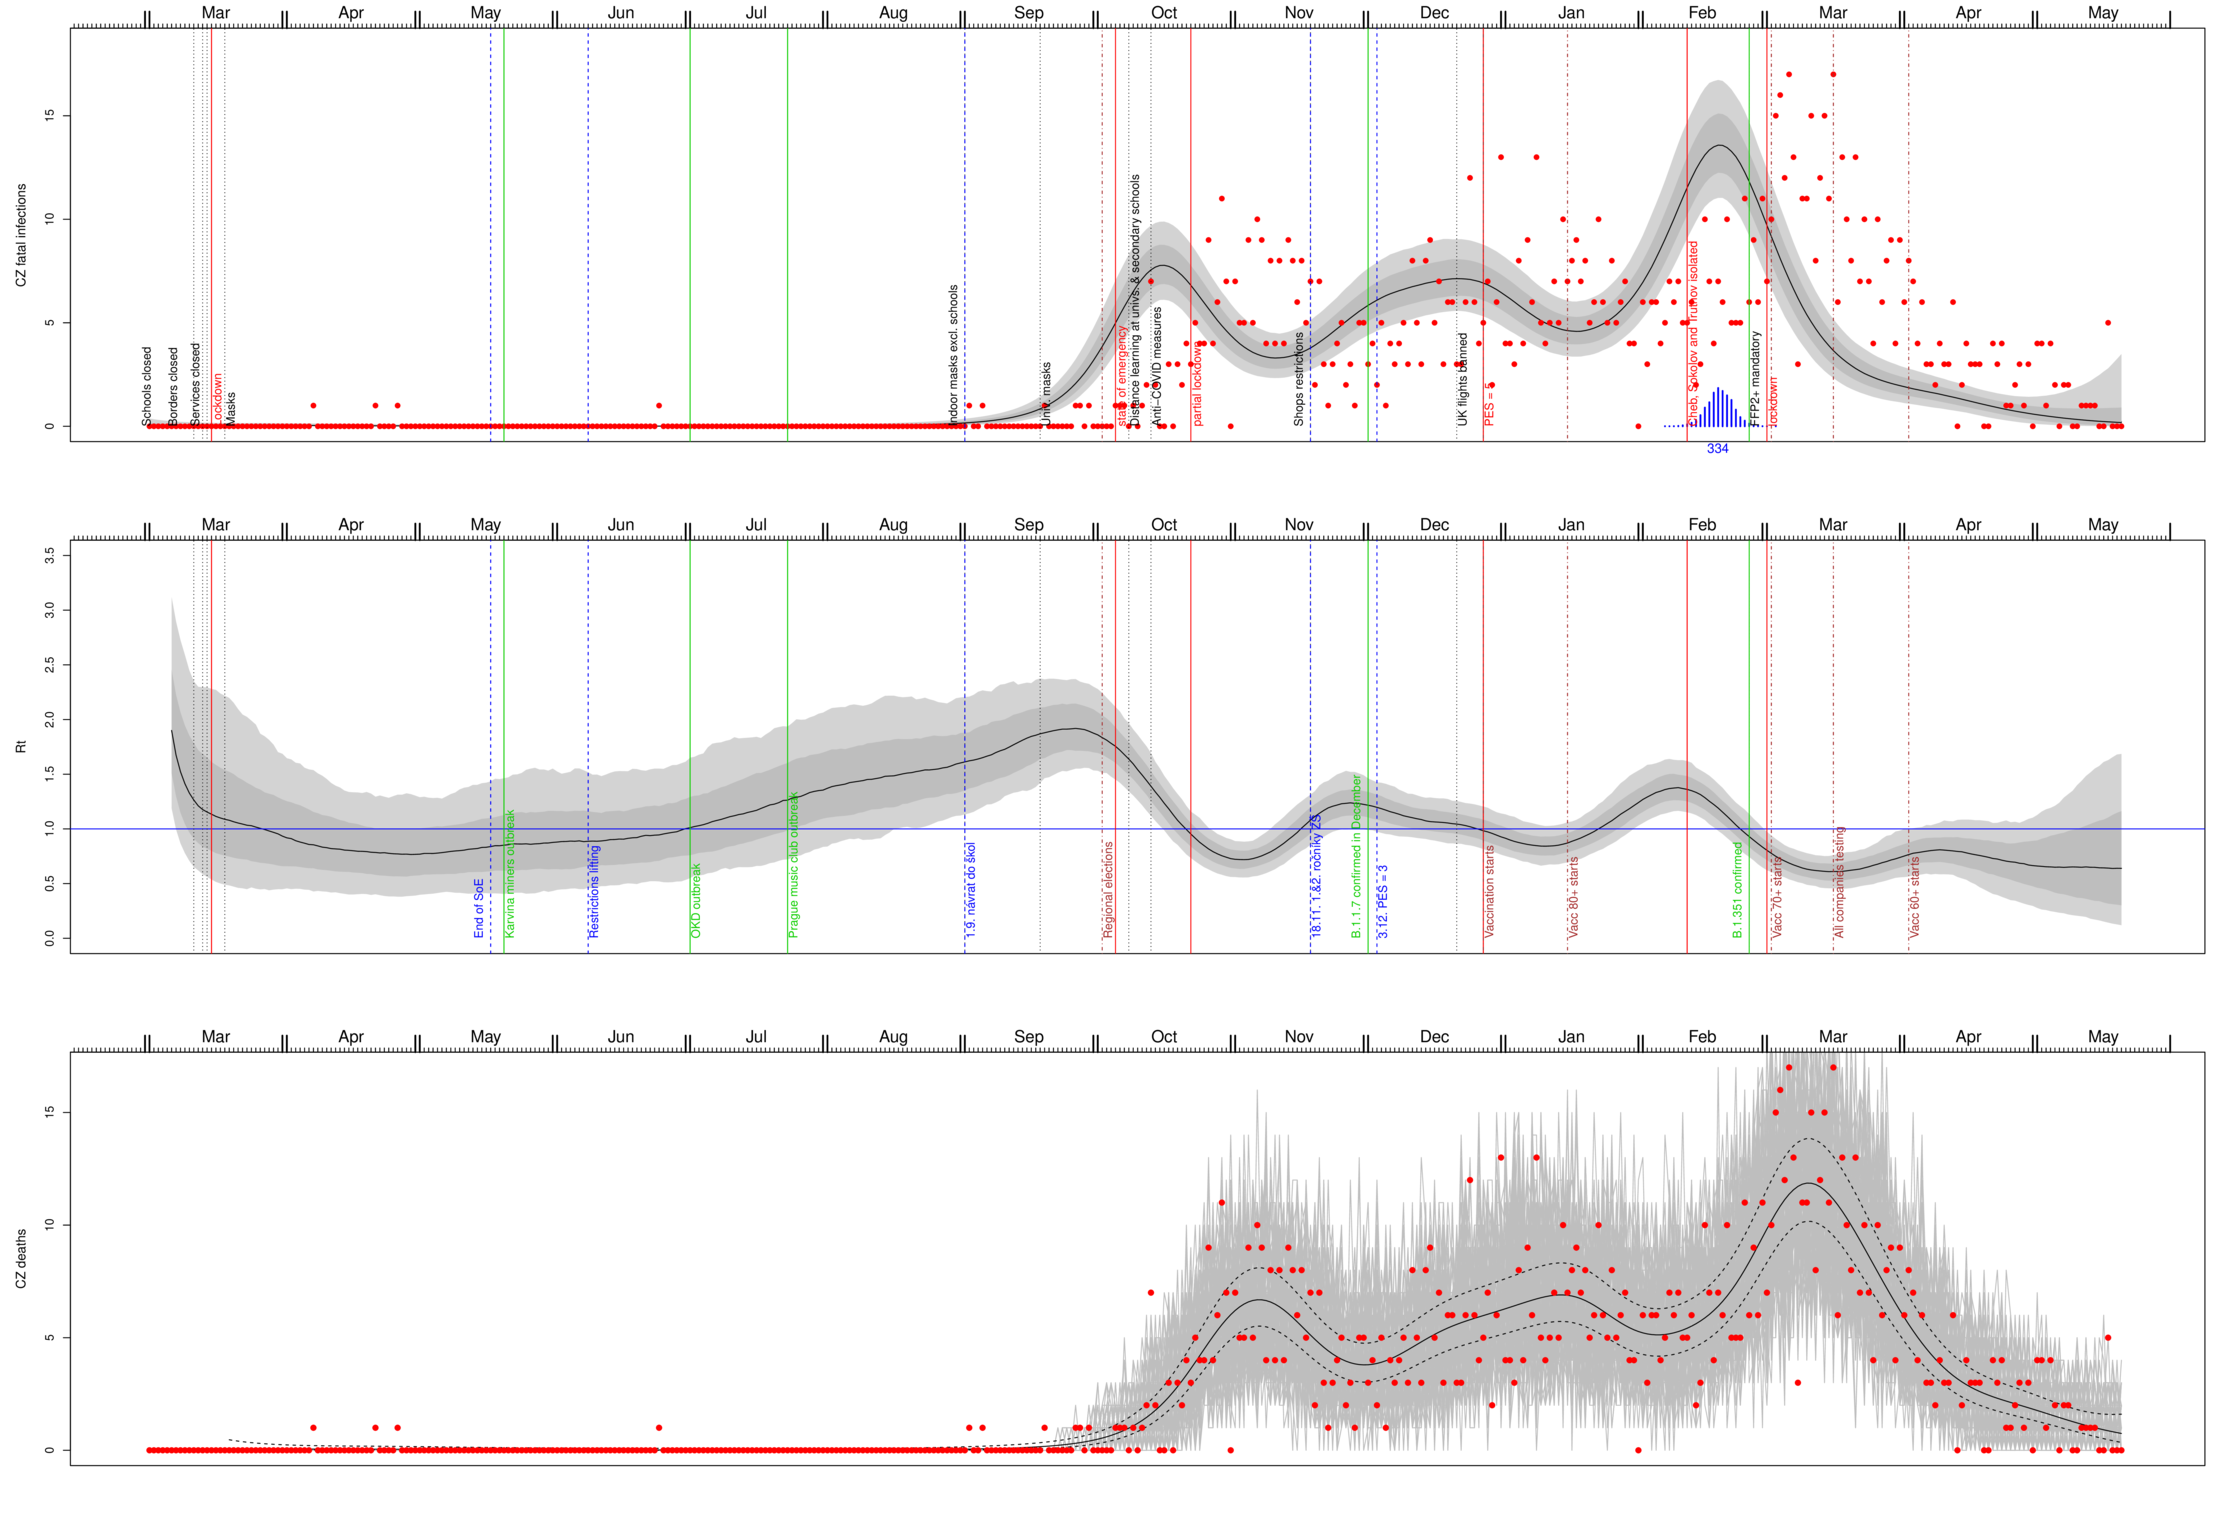 Mar Apr May Jun Jul Aug Sep Oct Nov Dec Jan Feb Mar Apr May
CZ fatal infections
0 5 10 15
Schools closed
Borders closed
Services closed
Lockdown
Masks
Indoor masks excl. schools
Univ. masks
state of emergency
Distance learning at univs. & secondary schools
Anti−COVID measures
partial lockdown
Shops restrictions
UK flights banned
PES = 5
Cheb, Sokolov and Trutnov isolated
FFP2+ mandatory
lockdown
334
Mar Apr May Jun Jul Aug Sep Oct Nov Dec Jan Feb Mar Apr May
Rt
0.0 0.5 1.0 1.5 2.0 2.5 3.0 3.5
End of SoE
Karvina miners outbreak
Restrictions lifting
OKD outbreak
Prague music club outbreak
1.9. návrat do škol
Regional elections
18.11. 1.&2. ročníky ZŠ
B.1.1.7 confirmed in December
3.12. PES = 3
Vaccination starts
Vacc 80+ starts
B.1.351 confirmed
Vacc 70+ starts
All companies testing
Vacc 60+ starts
Mar Apr May Jun Jul Aug Sep Oct Nov Dec Jan Feb Mar Apr May
CZ deaths
0 5 10 15